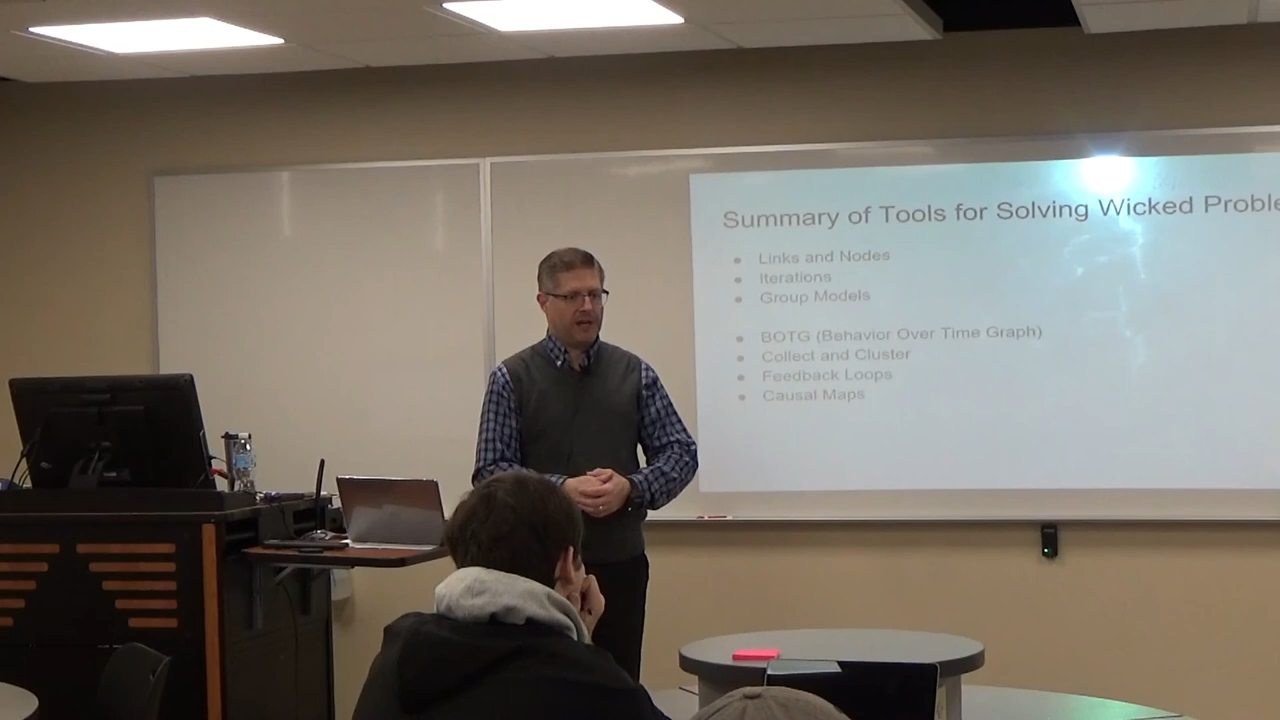 Summary of Tools for Solving Wicked Proble
● Links and Nodes
● Iterations
● Group Models
● BOTG (Behavior Over Time Graph)
● Collect and Cluster
● Feedback Loops
● Causal Maps